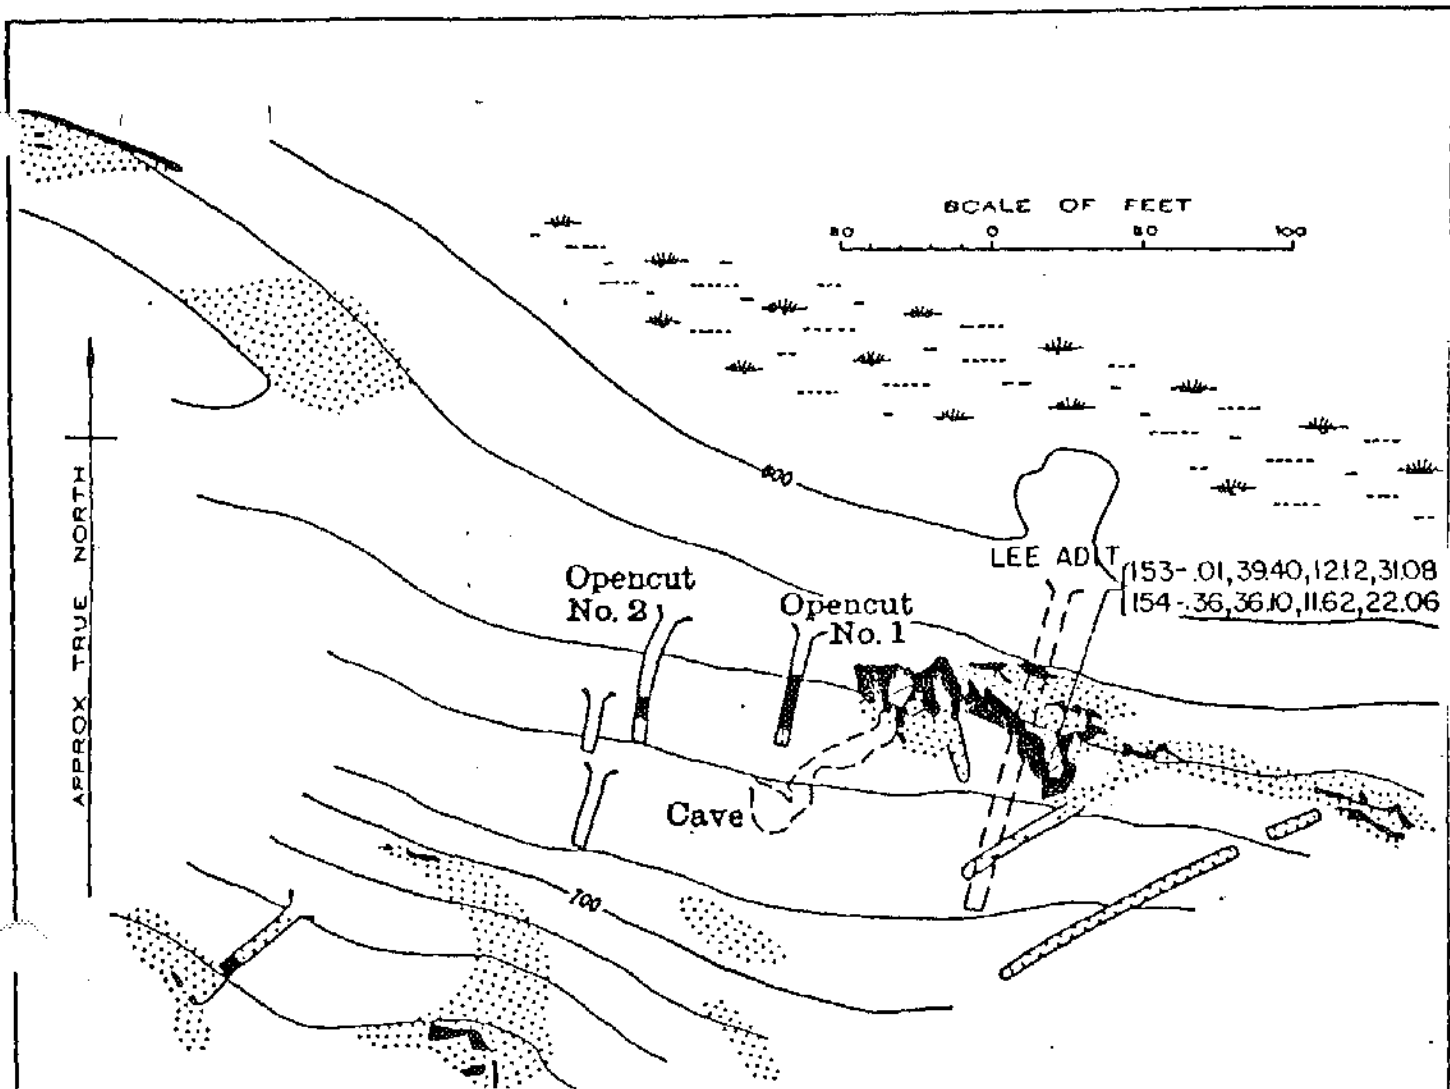 SCALE OF FEET
50 0 50 100
APPROX TRUE NORTH
600
LEE ADIT
153-.01,39.40,12.12,31.08
154-.36,36.10,11.62,22.06
Opencut
No. 2
Opencut
No. 1
Cave
700